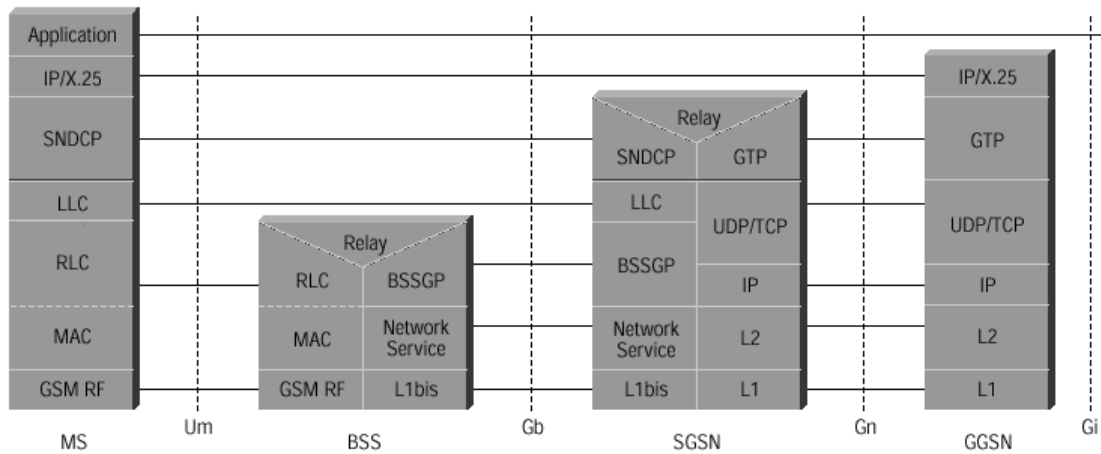 Application
IP/X.25
SNDCP
LLC
RLC
MAC
GSM RF
MS
Um
Relay
RLC
BSSGP
MAC
Network
Service
GSM RF
L1bis
BSS
Gb
Relay
SNDCP
GTP
LLC
UDP/TCP
BSSGP
IP
Network
Service
L2
L1bis
L1
SGSN
Gn
IP/X.25
GTP
UDP/TCP
IP
L2
L1
GGSN
Gi